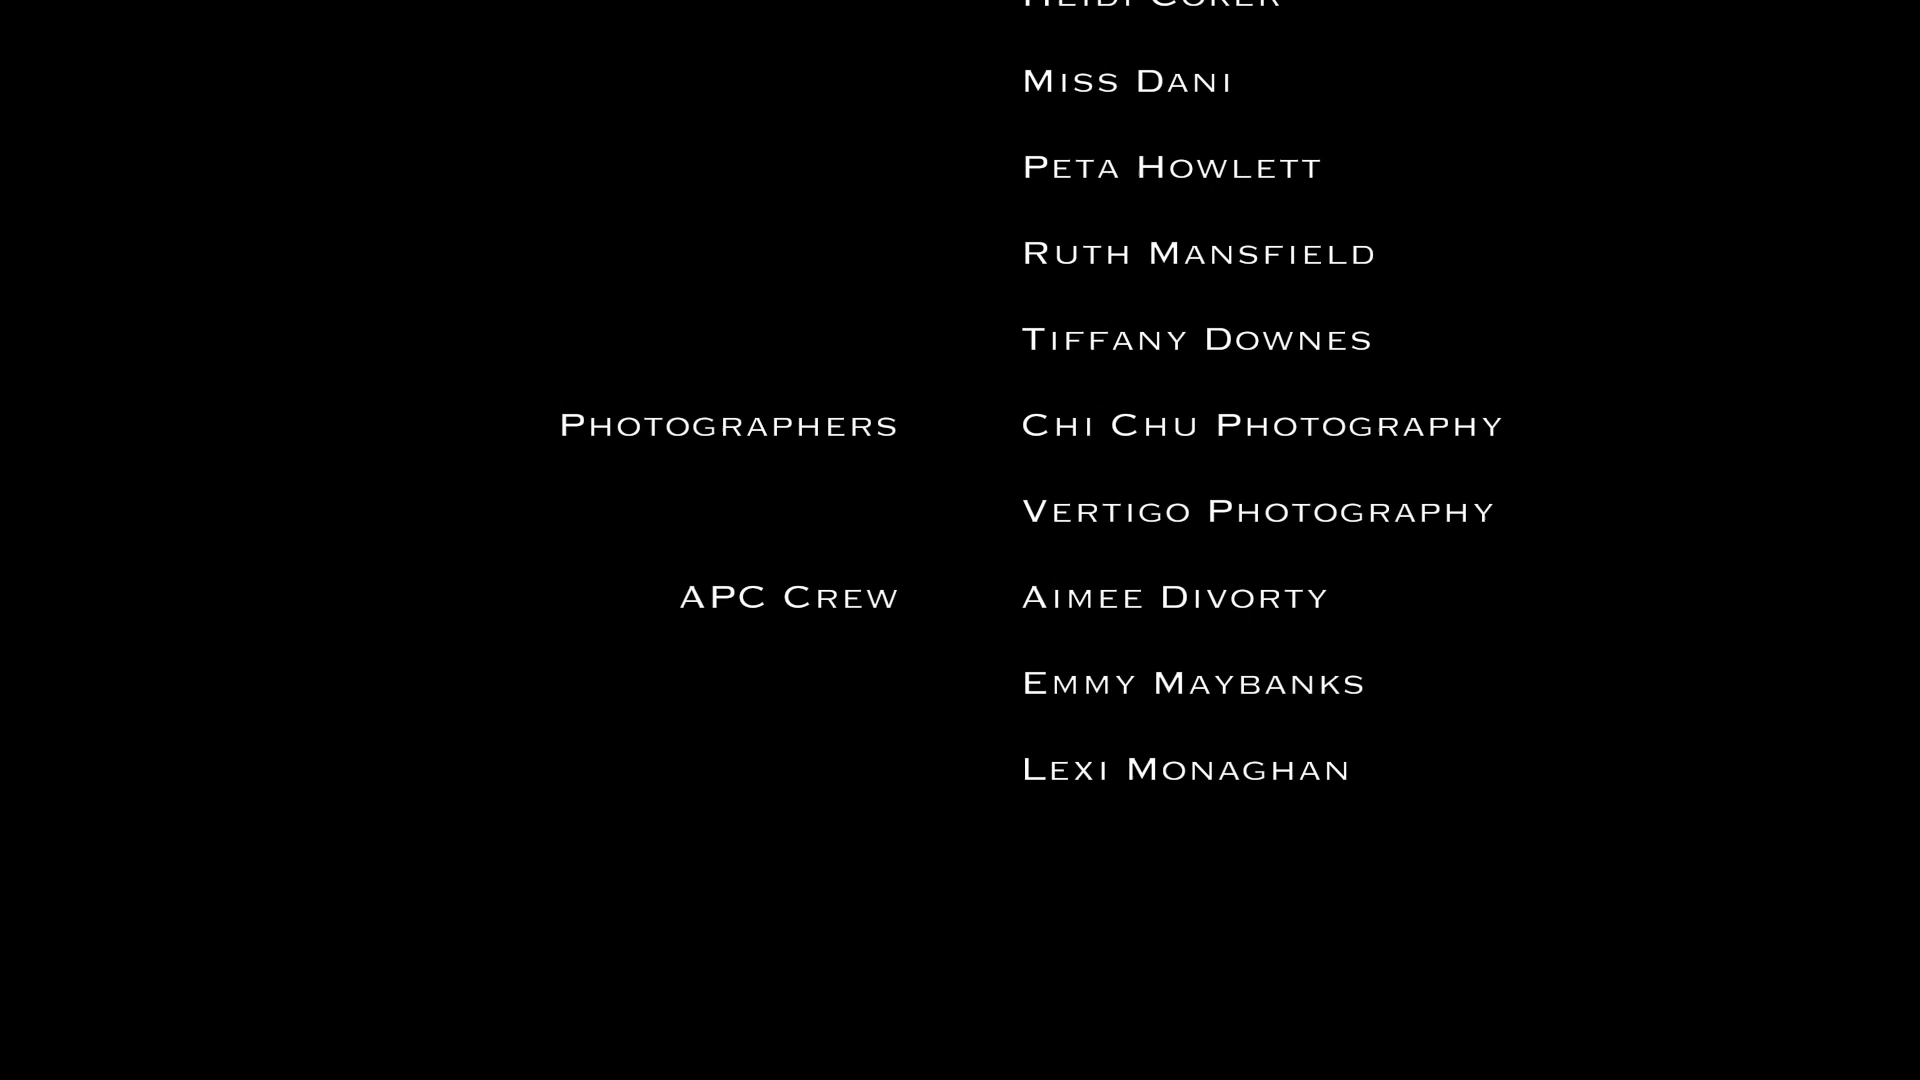 Miss Dani
Peta Howlett
Ruth Mansfield
Tiffany Downes
Photographers Chi Chu Photography
Vertigo Photography
APC Crew Aimee Divorty
Emmy Maybanks
Lexi Monaghan